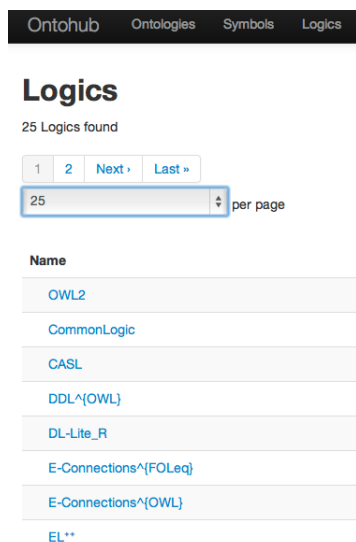 Ontohub Ontologies Symbols Logics
Logics
25 Logics found
1 2 Next › Last »
25 per page
Name
OWL2
CommonLogic
CASL
DDL^{OWL}
DL-Lite_R
E-Connections^{FOLeq}
E-Connections^{OWL}
EL⁺⁺